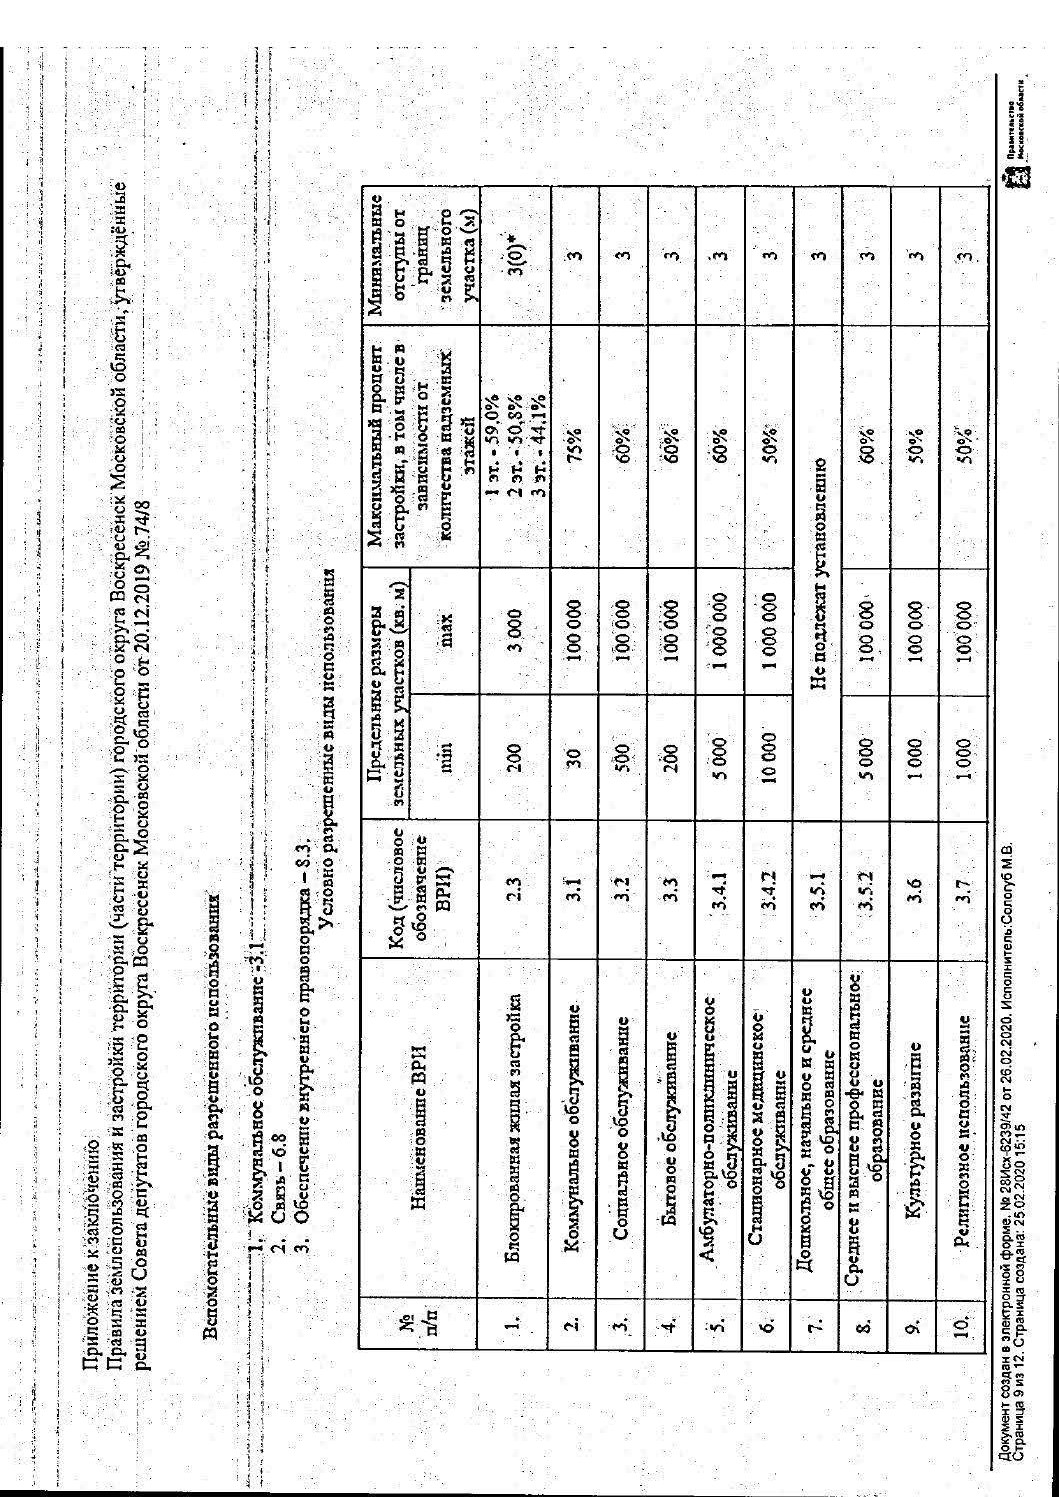 Приложение к заключению
Правила землепользования и застройки территории (части территории) городского округа Воскресенск Московской области, утверждённые
решением Совета депутатов городского округа Воскресенск Московской области от 20.12.2019 № 74/8
Вспомогательные виды разрешенного использования
1. Коммунальное обслуживание -3.1
2. Связь – 6.8
3. Обеспечение внутреннего правопорядка – 8.3.
Условно разрешенные виды использования
№ п/п | Наименование ВРИ | Код (числовое обозначение ВРИ) | Предельные размеры земельных участков (кв. м) min | max | Максимальный процент застройки, в том числе в зависимости от количества надземных этажей | Минимальные отступы от границ земельного участка (м)
1. | Блокированная жилая застройка | 2.3 | 200 | 3 000 | 1 эт. - 59,0% 2 эт. - 50,8% 3 эт. - 44,1% | 3(0)*
2. | Коммунальное обслуживание | 3.1 | 30 | 100 000 | 75% | 3
3. | Социальное обслуживание | 3.2 | 500 | 100 000 | 60% | 3
4. | Бытовое обслуживание | 3.3 | 200 | 100 000 | 60% | 3
5. | Амбулаторно-поликлиническое обслуживание | 3.4.1 | 5 000 | 1 000 000 | 60% | 3
6. | Стационарное медицинское обслуживание | 3.4.2 | 10 000 | 1 000 000 | 50% | 3
7. | Дошкольное, начальное и среднее общее образование | 3.5.1 | Не подлежат установлению | 3
8. | Среднее и высшее профессиональное образование | 3.5.2 | 5 000 | 100 000 | 60% | 3
9. | Культурное развитие | 3.6 | 1 000 | 100 000 | 50% | 3
10. | Религиозное использование | 3.7 | 1 000 | 100 000 | 50% | 3
Документ создан в электронной форме. № 28Исх-6239/42 от 26.02.2020. Исполнитель:Сологуб М.В.
Страница 9 из 12. Страница создана: 25.02.2020 15:15
Правительство
Московской области